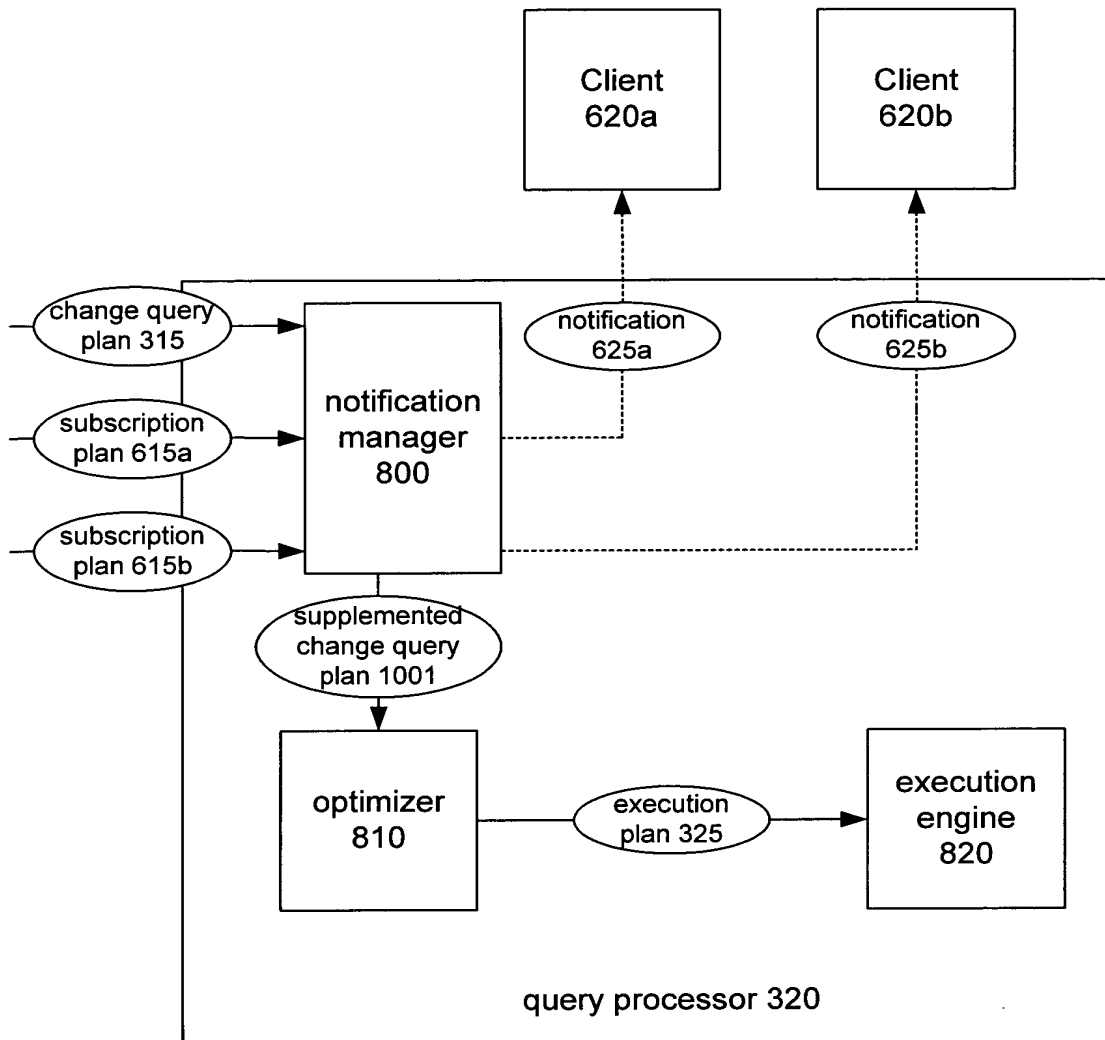 Client
620a
Client
620b
change query
plan 315
notification
625a
notification
625b
notification
manager
800
subscription
plan 615a
subscription
plan 615b
supplemented
change query
plan 1001
optimizer
810
execution
plan 325
execution
engine
820
query processor 320